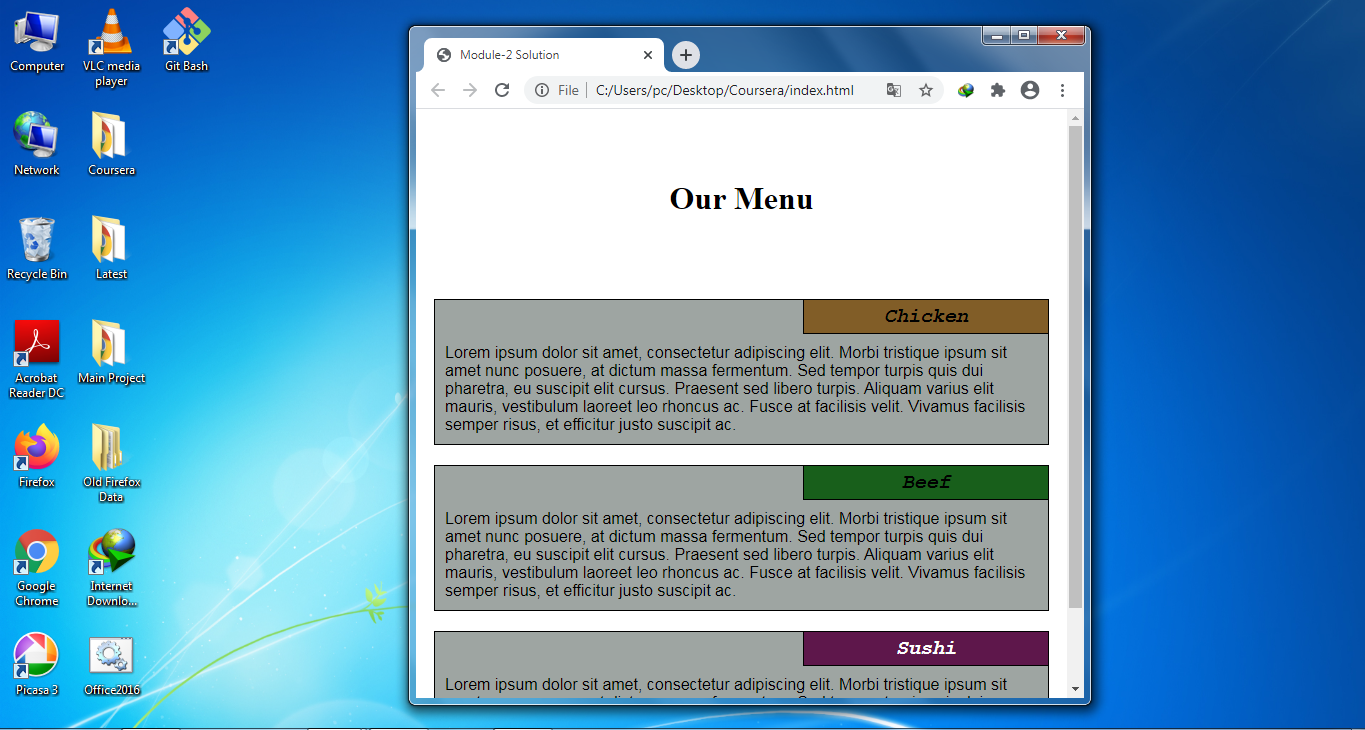 Computer
VLC media
player
Git Bash
Network
Coursera
Recycle Bin
Latest
Acrobat
Reader DC
Main Project
Firefox
Old Firefox
Data
Google
Chrome
Internet
Downlo...
Picasa 3
Office2016
Module-2 Solution
File
C:/Users/pc/Desktop/Coursera/index.html
Our Menu
Chicken
Lorem ipsum dolor sit amet, consectetur adipiscing elit. Morbi tristique ipsum sit
amet nunc posuere, at dictum massa fermentum. Sed tempor turpis quis dui
pharetra, eu suscipit elit cursus. Praesent sed libero turpis. Aliquam varius elit
mauris, vestibulum laoreet leo rhoncus ac. Fusce at facilisis velit. Vivamus facilisis
semper risus, et efficitur justo suscipit ac.
Beef
Lorem ipsum dolor sit amet, consectetur adipiscing elit. Morbi tristique ipsum sit
amet nunc posuere, at dictum massa fermentum. Sed tempor turpis quis dui
pharetra, eu suscipit elit cursus. Praesent sed libero turpis. Aliquam varius elit
mauris, vestibulum laoreet leo rhoncus ac. Fusce at facilisis velit. Vivamus facilisis
semper risus, et efficitur justo suscipit ac.
Sushi
Lorem ipsum dolor sit amet, consectetur adipiscing elit. Morbi tristique ipsum sit